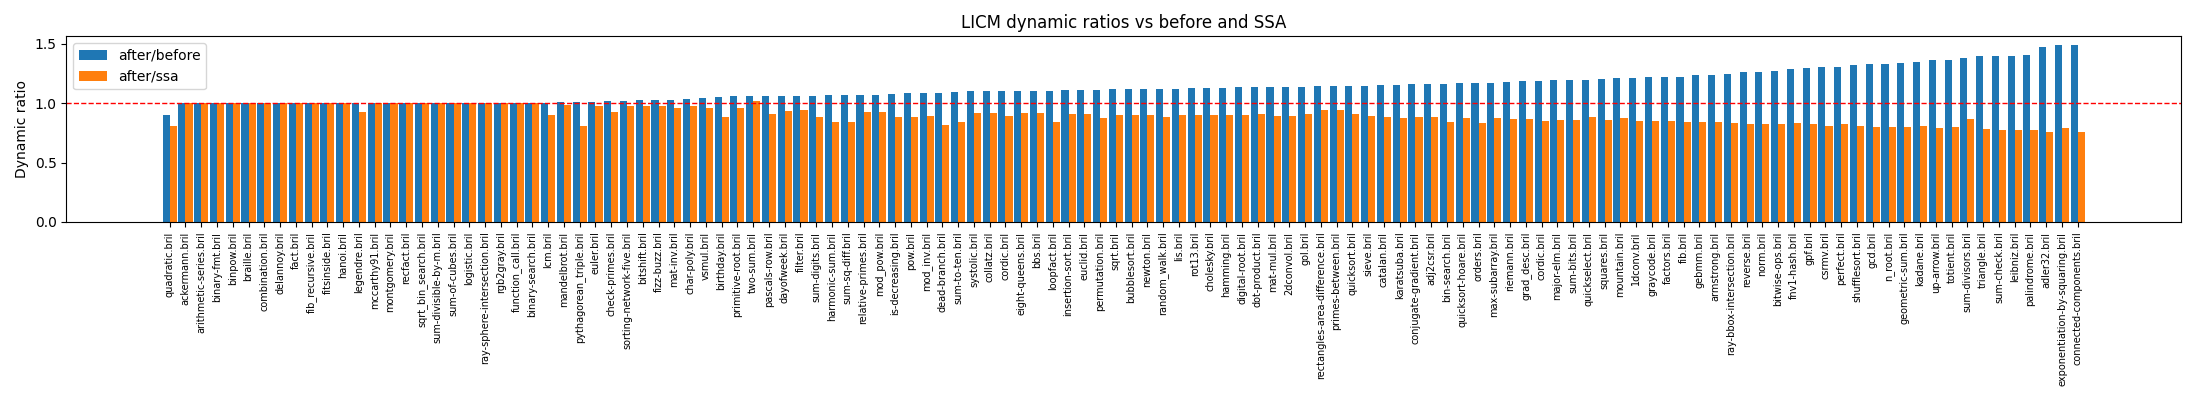 LICM dynamic ratios vs before and SSA
Dynamic ratio
1.5
1.0
0.5
0.0
after/before
after/ssa
quadratic.bril
ackermann.bril
arithmetic-series.bril
binary-fmt.bril
binpow.bril
braille.bril
combination.bril
delannoy.bril
fact.bril
fib_recursive.bril
fitsinside.bril
hanoi.bril
legendre.bril
mccarthy91.bril
montgomery.bril
recfact.bril
sqrt_bin_search.bril
sum-divisible-by-m.bril
sum-of-cubes.bril
logistic.bril
ray-sphere-intersection.bril
rgb2gray.bril
function_call.bril
binary-search.bril
lcm.bril
mandelbrot.bril
pythagorean_triple.bril
euler.bril
check-primes.bril
sorting-network-five.bril
bitshift.bril
fizz-buzz.bril
mat-inv.bril
char-poly.bril
vsmul.bril
birthday.bril
primitive-root.bril
two-sum.bril
pascals-row.bril
dayofweek.bril
filter.bril
sum-digits.bril
harmonic-sum.bril
sum-sq-diff.bril
relative-primes.bril
mod_pow.bril
is-decreasing.bril
pow.bril
mod_inv.bril
dead-branch.bril
sum-to-ten.bril
systolic.bril
collatz.bril
cordic.bril
eight-queens.bril
bbs.bril
loopfact.bril
insertion-sort.bril
euclid.bril
permutation.bril
sqrt.bril
bubblesort.bril
newton.bril
random_walk.bril
lis.bril
rot13.bril
cholesky.bril
hamming.bril
digital-root.bril
dot-product.bril
mat-mul.bril
2dconvol.bril
gol.bril
rectangles-area-difference.bril
primes-between.bril
quicksort.bril
sieve.bril
catalan.bril
karatsuba.bril
conjugate-gradient.bril
adj2csr.bril
bin-search.bril
quicksort-hoare.bril
orders.bril
max-subarray.bril
riemann.bril
grad_desc.bril
cordic.bril
major-elm.bril
sum-bits.bril
quickselect.bril
squares.bril
mountain.bril
1dconv.bril
graycode.bril
factors.bril
fib.bril
gebmm.bril
armstrong.bril
ray-bbox-intersection.bril
reverse.bril
norm.bril
bitwise-ops.bril
fnv1-hash.bril
gpf.bril
csrmv.bril
perfect.bril
shufflesort.bril
gcd.bril
n_root.bril
geometric-sum.bril
kadane.bril
up-arrow.bril
totient.bril
sum-divisors.bril
triangle.bril
sum-check.bril
leibniz.bril
palindrome.bril
adler32.bril
exponentiation-by-squaring.bril
connected-components.bril